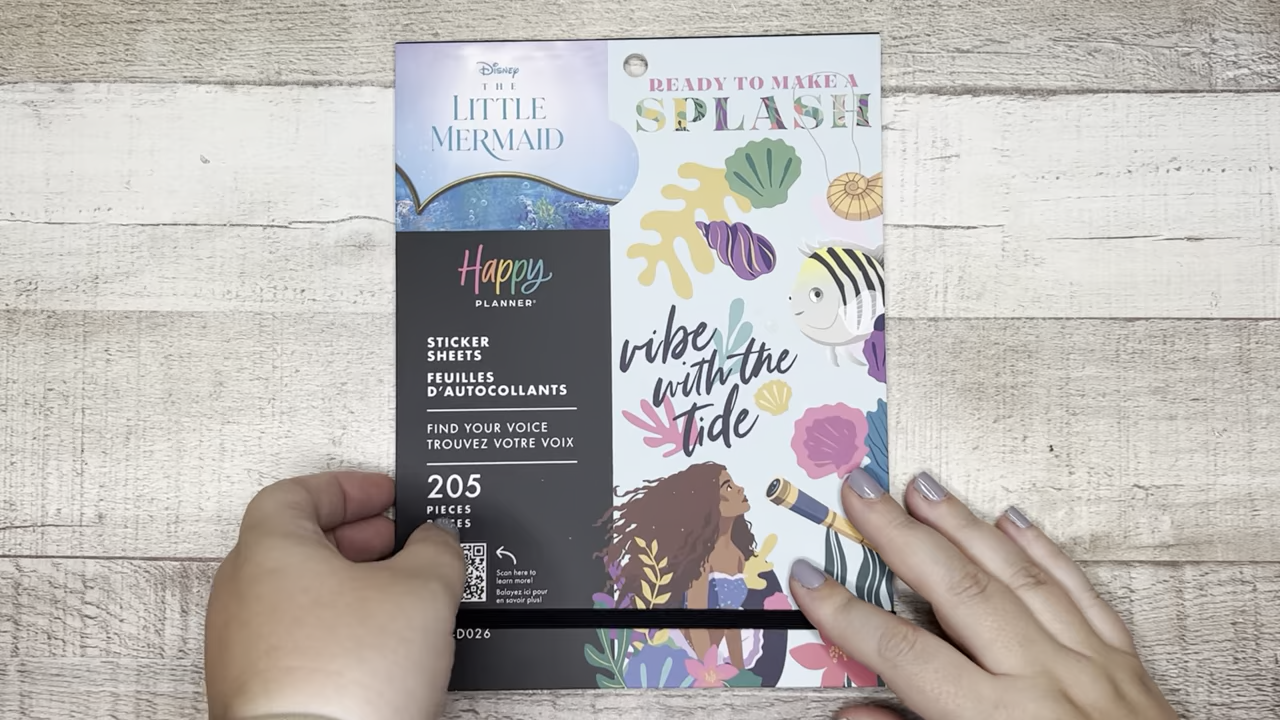 Disney
THE
LITTLE
MERMAID
Happy
PLANNER®
STICKER
SHEETS
FEUILLES
D'AUTOCOLLANTS
FIND YOUR VOICE
TROUVEZ VOTRE VOIX
205
PIECES
Scan here to
learn more!
Balayez ici pour
en savoir plus!
-D026
READY TO MAKE A
SPLASH
vibe
with the
tide